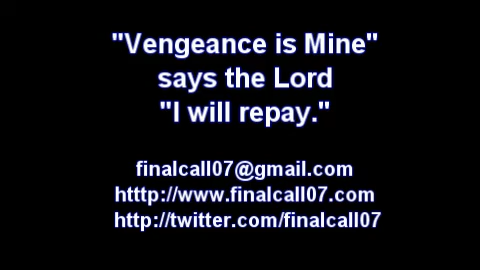 "Vengeance is Mine"
says the Lord
"I will repay."
finalcall07@gmail.com
htttp://www.finalcall07.com
http://twitter.com/finalcall07